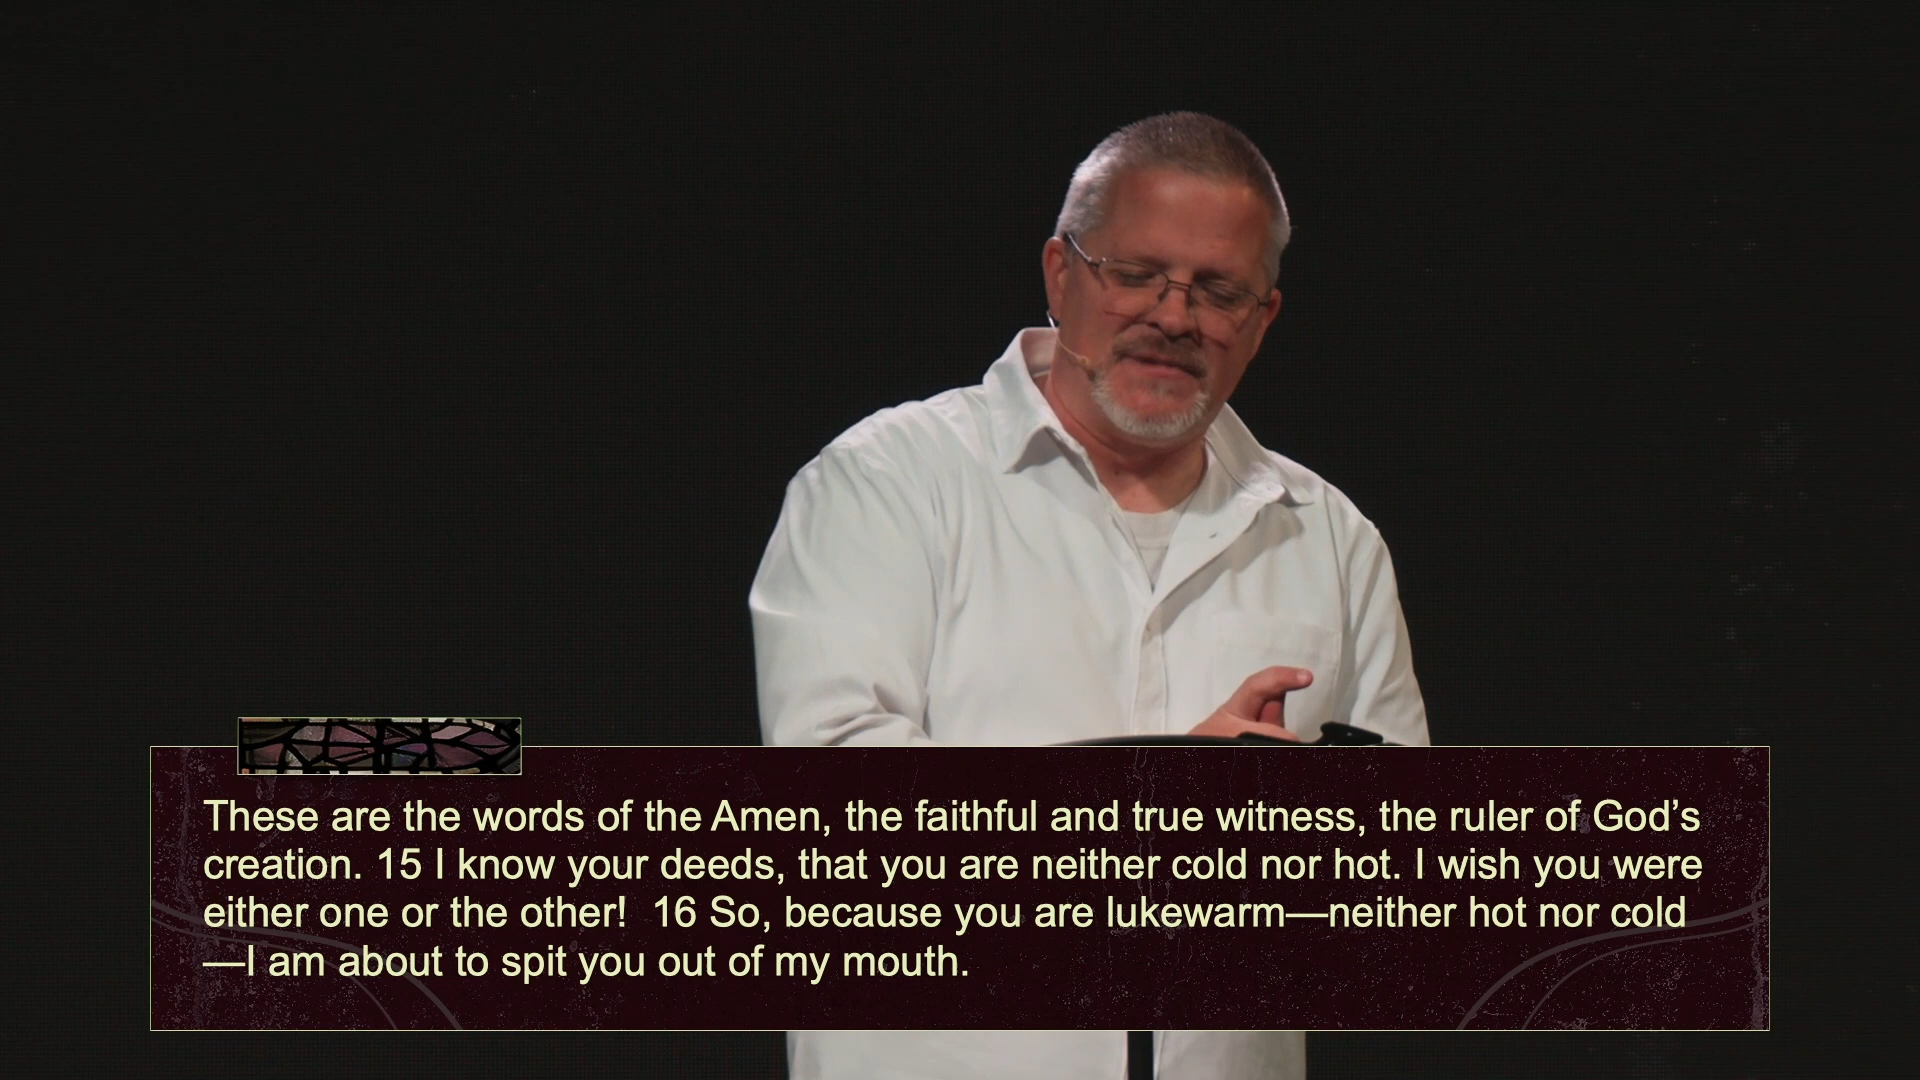 These are the words of the Amen, the faithful and true witness, the ruler of God’s
creation. 15 I know your deeds, that you are neither cold nor hot. I wish you were
either one or the other!  16 So, because you are lukewarm—neither hot nor cold
—I am about to spit you out of my mouth.